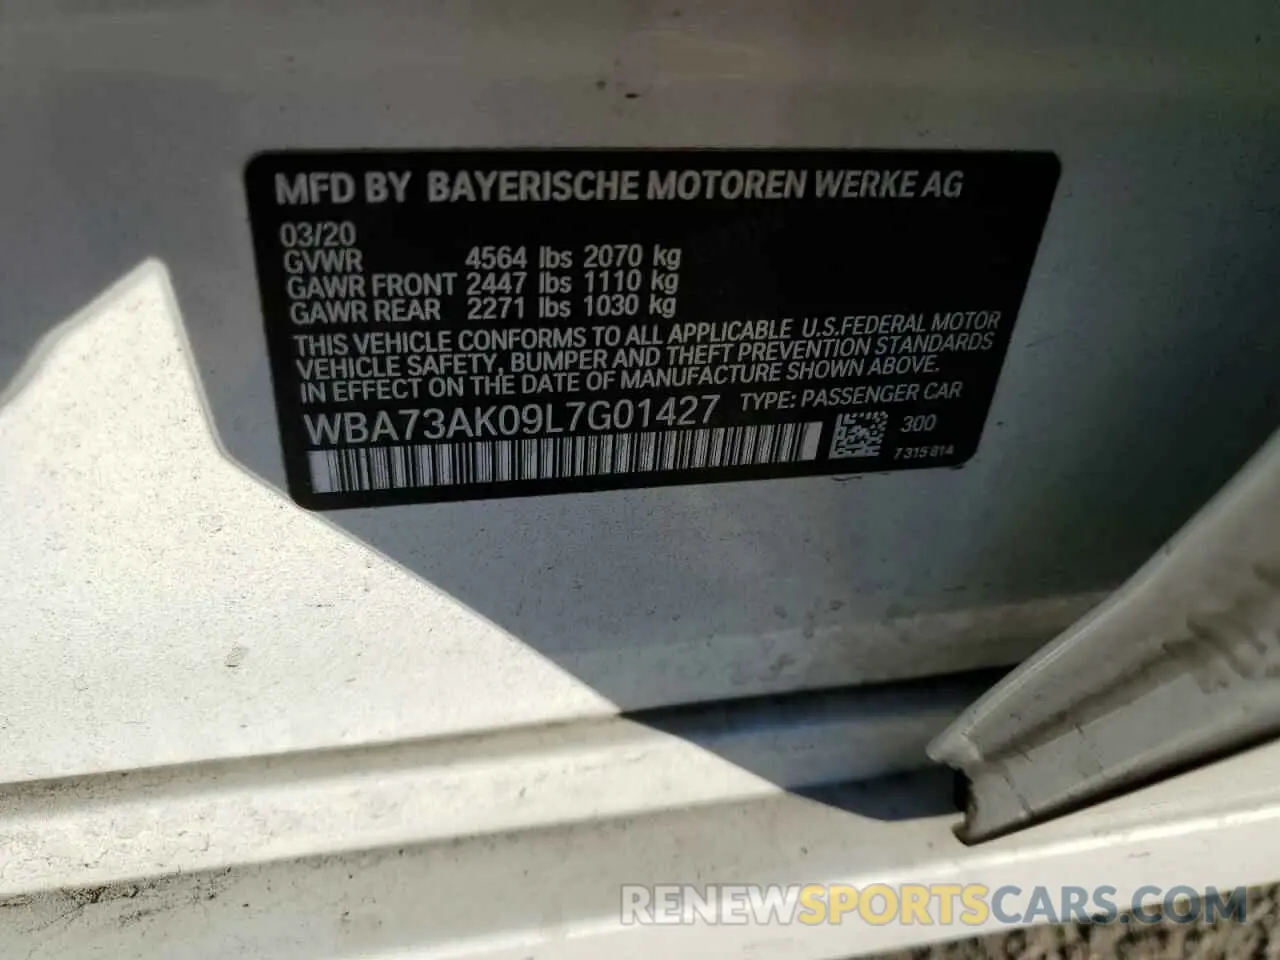 MFD BY BAYERISCHE MOTOREN WERKE AG
03/20
GVWR 4564 lbs 2070 kg
GAWR FRONT 2447 lbs 1110 kg
GAWR REAR 2271 lbs 1030 kg
THIS VEHICLE CONFORMS TO ALL APPLICABLE U.S.FEDERAL MOTOR
VEHICLE SAFETY, BUMPER AND THEFT PREVENTION STANDARDS
IN EFFECT ON THE DATE OF MANUFACTURE SHOWN ABOVE.
WBA73AK09L7G01427 TYPE: PASSENGER CAR
300
7 315 814
RENEWSPORTSCARS.COM